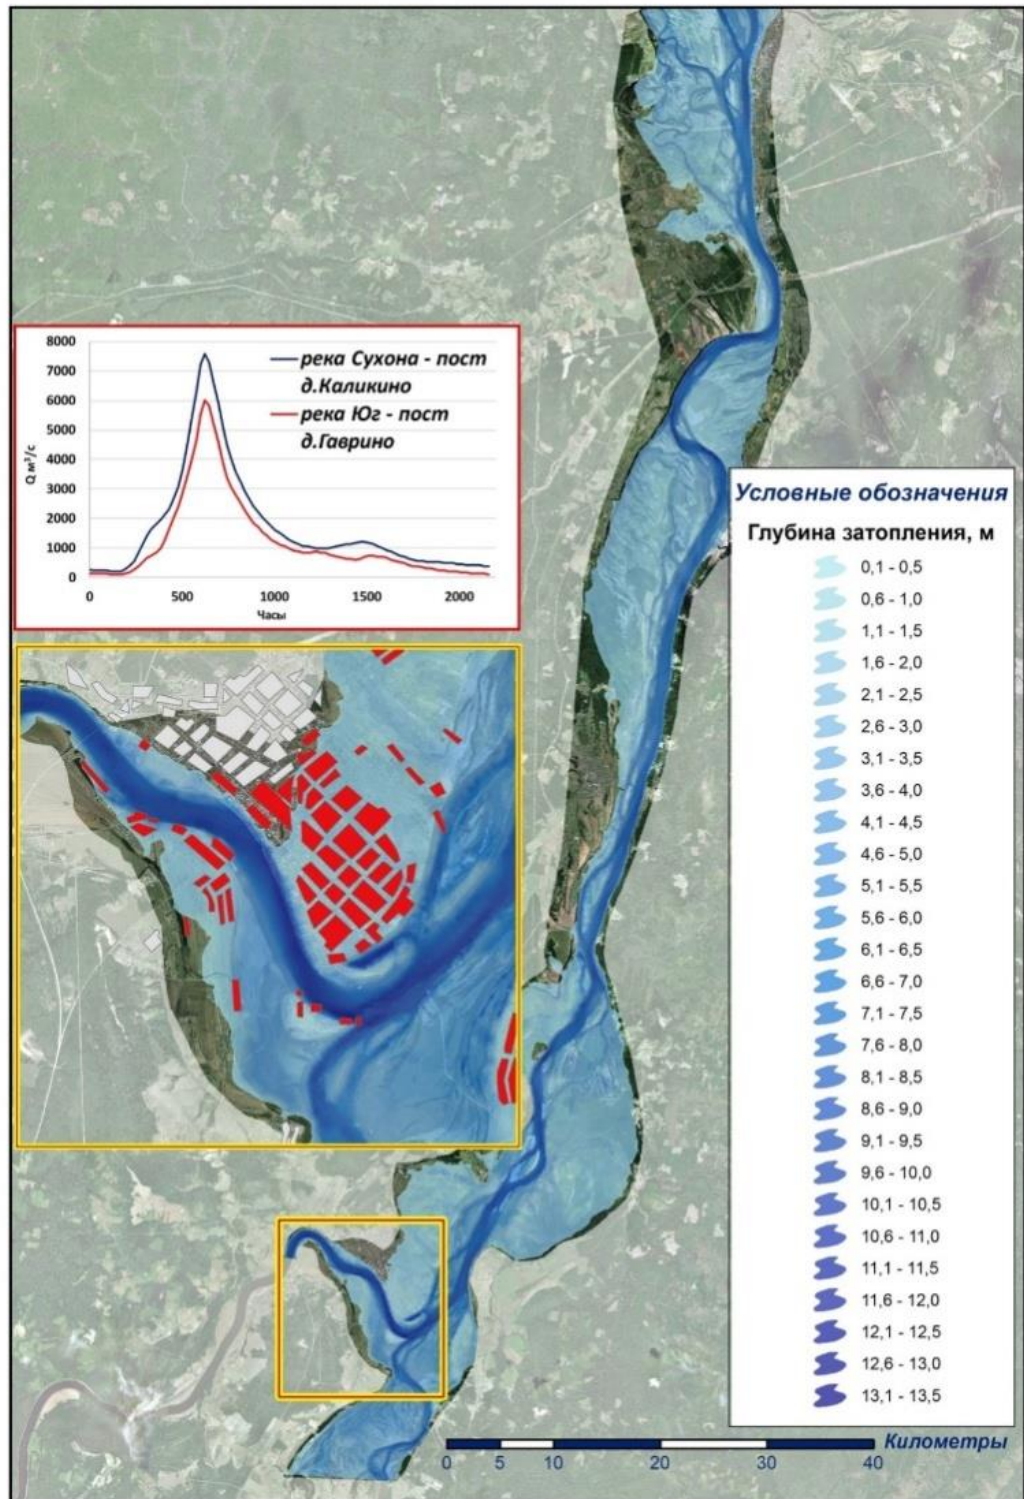 8000
7000
6000
5000
4000
3000
2000
1000
0
Q м³/с
река Сухона - пост
д.Каликино
река Юг - пост
д.Гаврино
0 500 1000 1500 2000
Часы
Условные обозначения
Глубина затопления, м
0,1 - 0,5
0,6 - 1,0
1,1 - 1,5
1,6 - 2,0
2,1 - 2,5
2,6 - 3,0
3,1 - 3,5
3,6 - 4,0
4,1 - 4,5
4,6 - 5,0
5,1 - 5,5
5,6 - 6,0
6,1 - 6,5
6,6 - 7,0
7,1 - 7,5
7,6 - 8,0
8,1 - 8,5
8,6 - 9,0
9,1 - 9,5
9,6 - 10,0
10,1 - 10,5
10,6 - 11,0
11,1 - 11,5
11,6 - 12,0
12,1 - 12,5
12,6 - 13,0
13,1 - 13,5
Километры
0 5 10 20 30 40